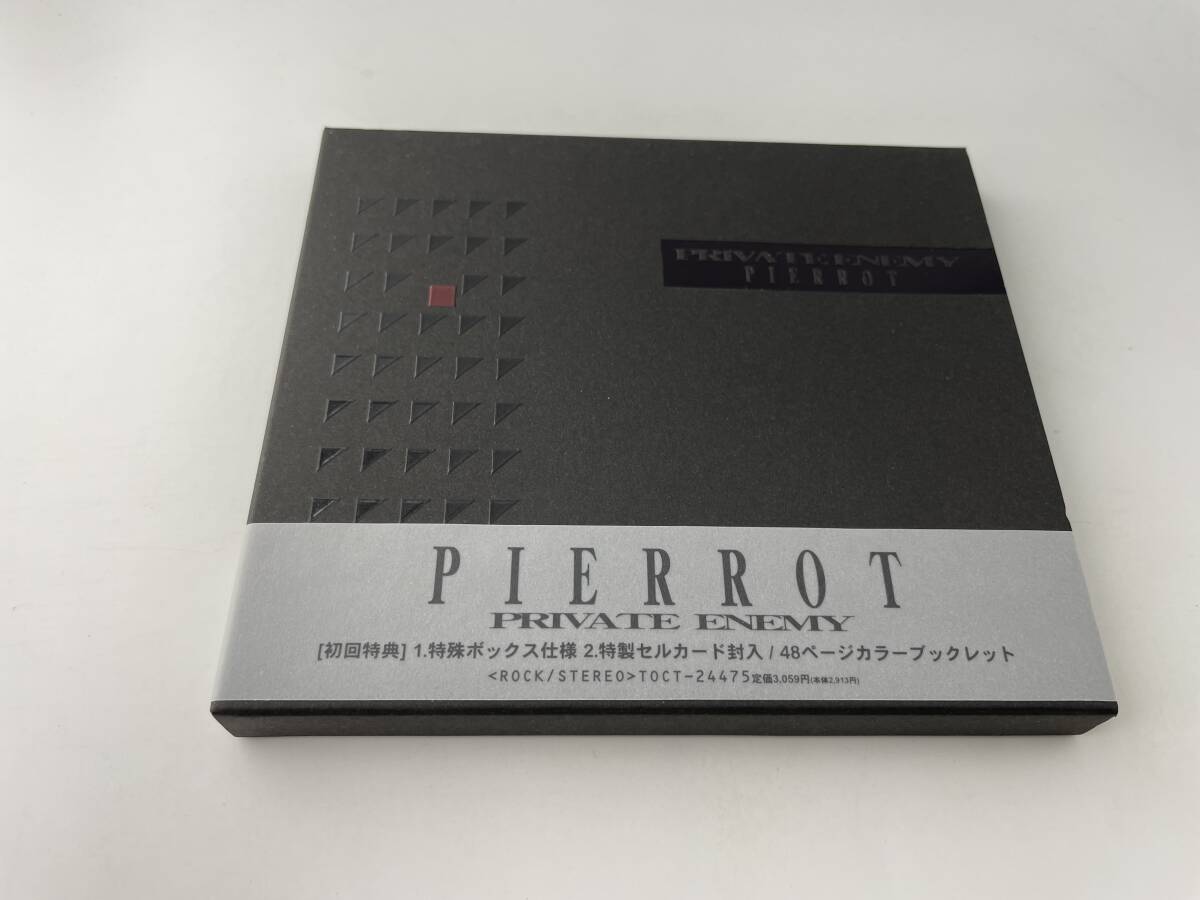 PRIVATE ENEMY
PIERROT
PIERROT
PRIVATE ENEMY
[初回特典] 1.特殊ボックス仕様 2.特製セルカード封入 / 48ページカラーブックレット
<ROCK/STEREO>TOCT-24475定価3,059円(本体2,913円)